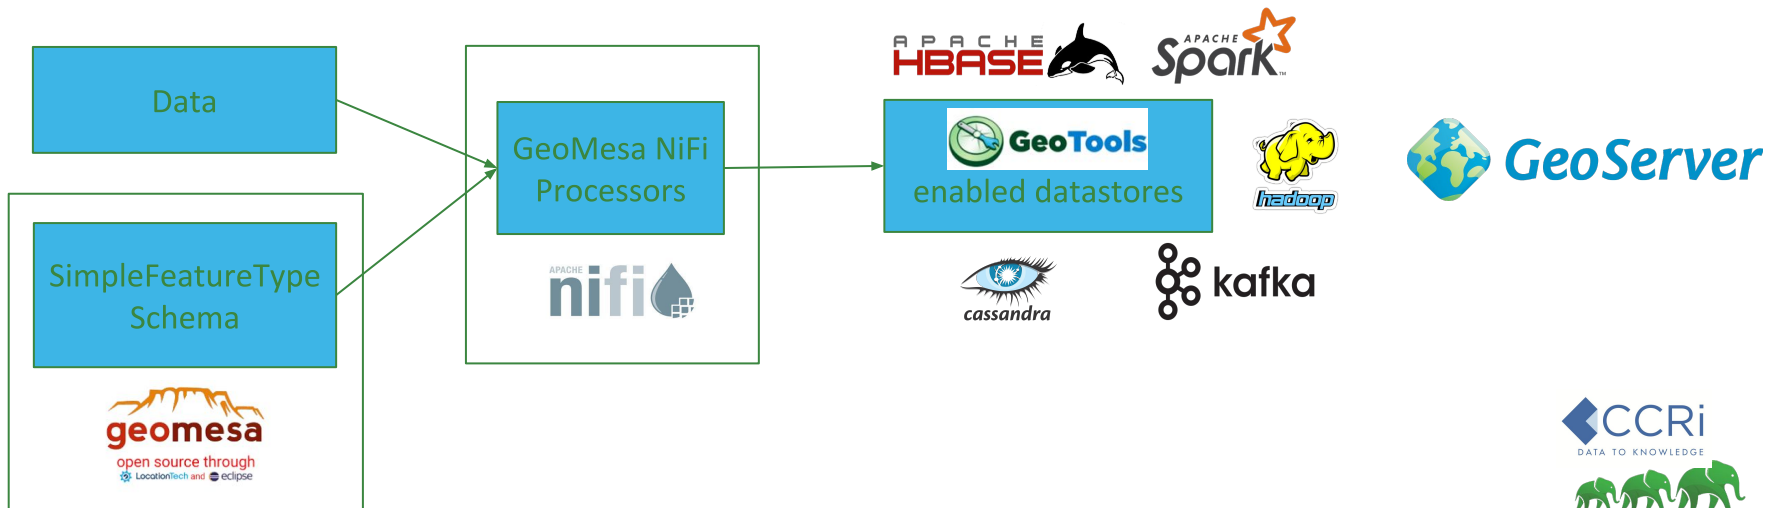 Data
SimpleFeatureType
Schema
geomesa
open source through
LocationTech and eclipse
GeoMesa NiFi
Processors
APACHE
nifi
APACHE
HBASE
APACHE
Spark™
GeoTools
enabled datastores
hadoop
cassandra
kafka
GeoServer
CCRi
DATA TO KNOWLEDGE